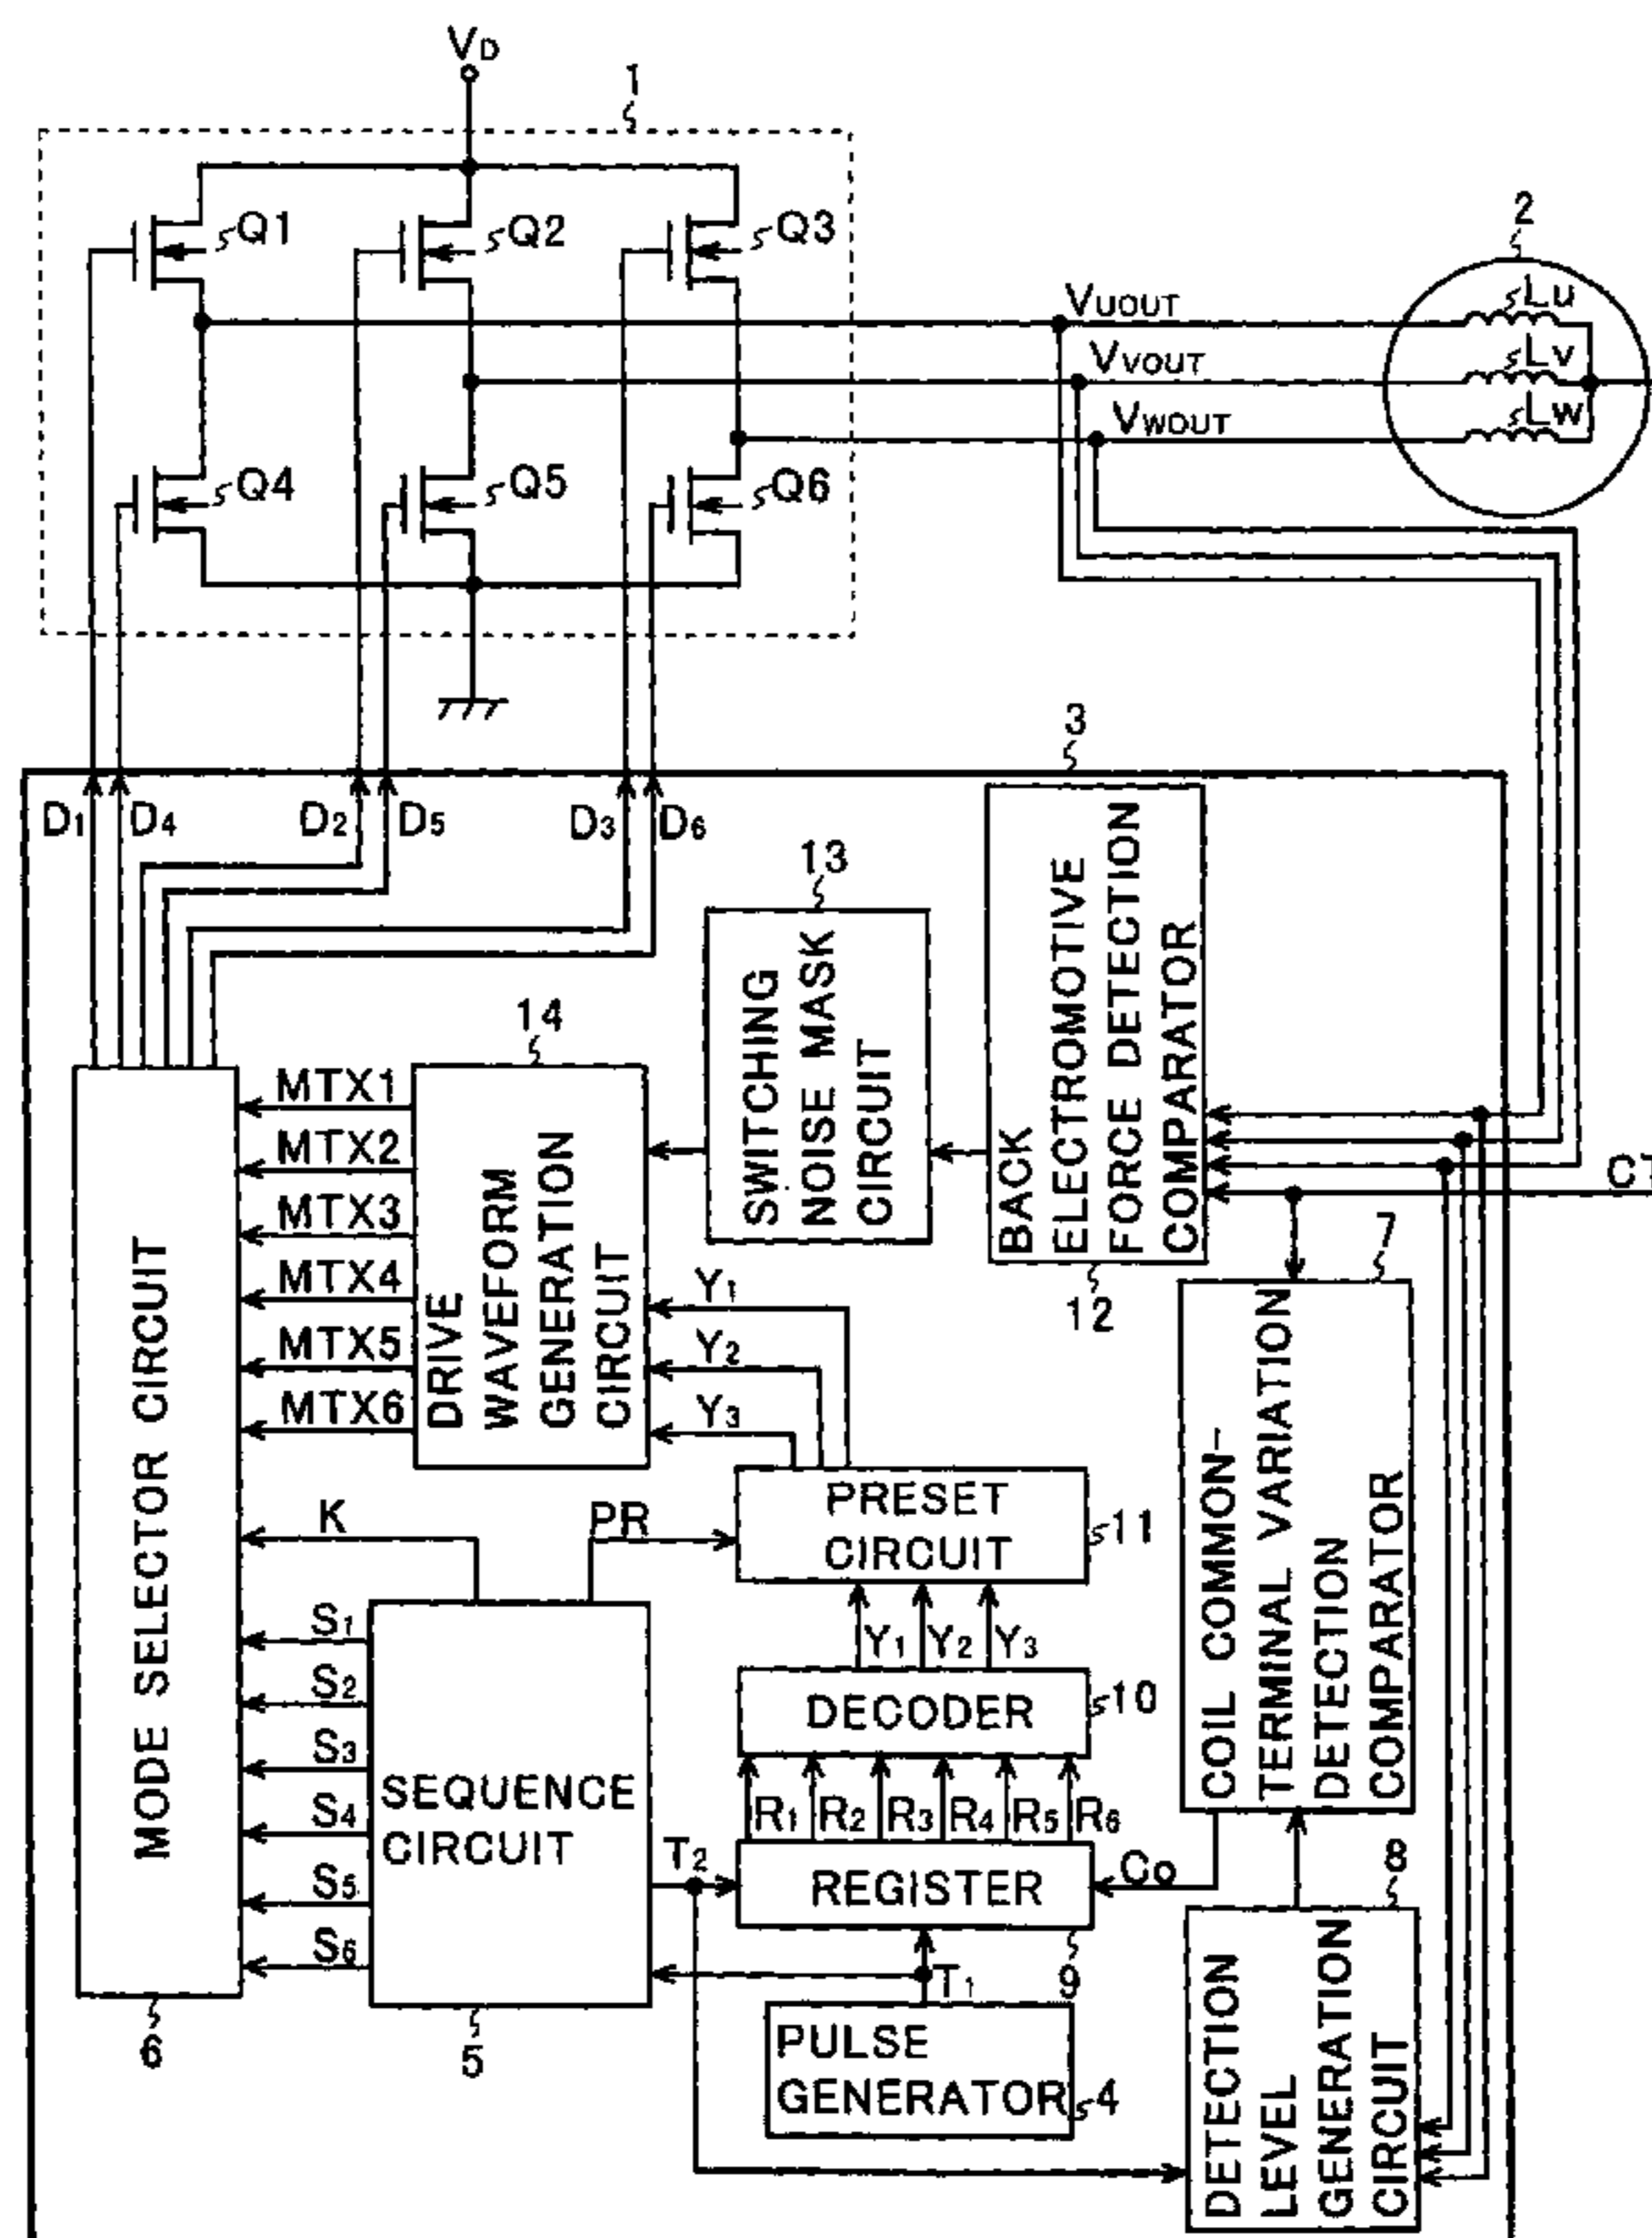 VD
1
Q1
Q2
Q3
2
Lu
VUOUT
Lv
VVOUT
Lw
VWOUT
Q4
Q5
Q6
3
D1
D4
D2
D5
D3
D6
13
SWITCHING
NOISE MASK
CIRCUIT
BACK
ELECTROMOTIVE
FORCE DETECTION
COMPARATOR
12
14
MTX1
MTX2
MTX3
MTX4
MTX5
MTX6
DRIVE
WAVEFORM
GENERATION
CIRCUIT
CT
7
Y1
Y2
Y3
MODE SELECTOR CIRCUIT
COIL COMMON-
TERMINAL VARIATION
DETECTION
COMPARATOR
K
PR
PRESET
CIRCUIT
11
S1
S2
S3
S4
S5
S6
Y1
Y2
Y3
DECODER
10
SEQUENCE
CIRCUIT
R1
R2
R3
R4
R5
R6
T2
REGISTER
Co
8
9
T1
6
5
PULSE
GENERATOR
4
DETECTION
LEVEL
GENERATION
CIRCUIT